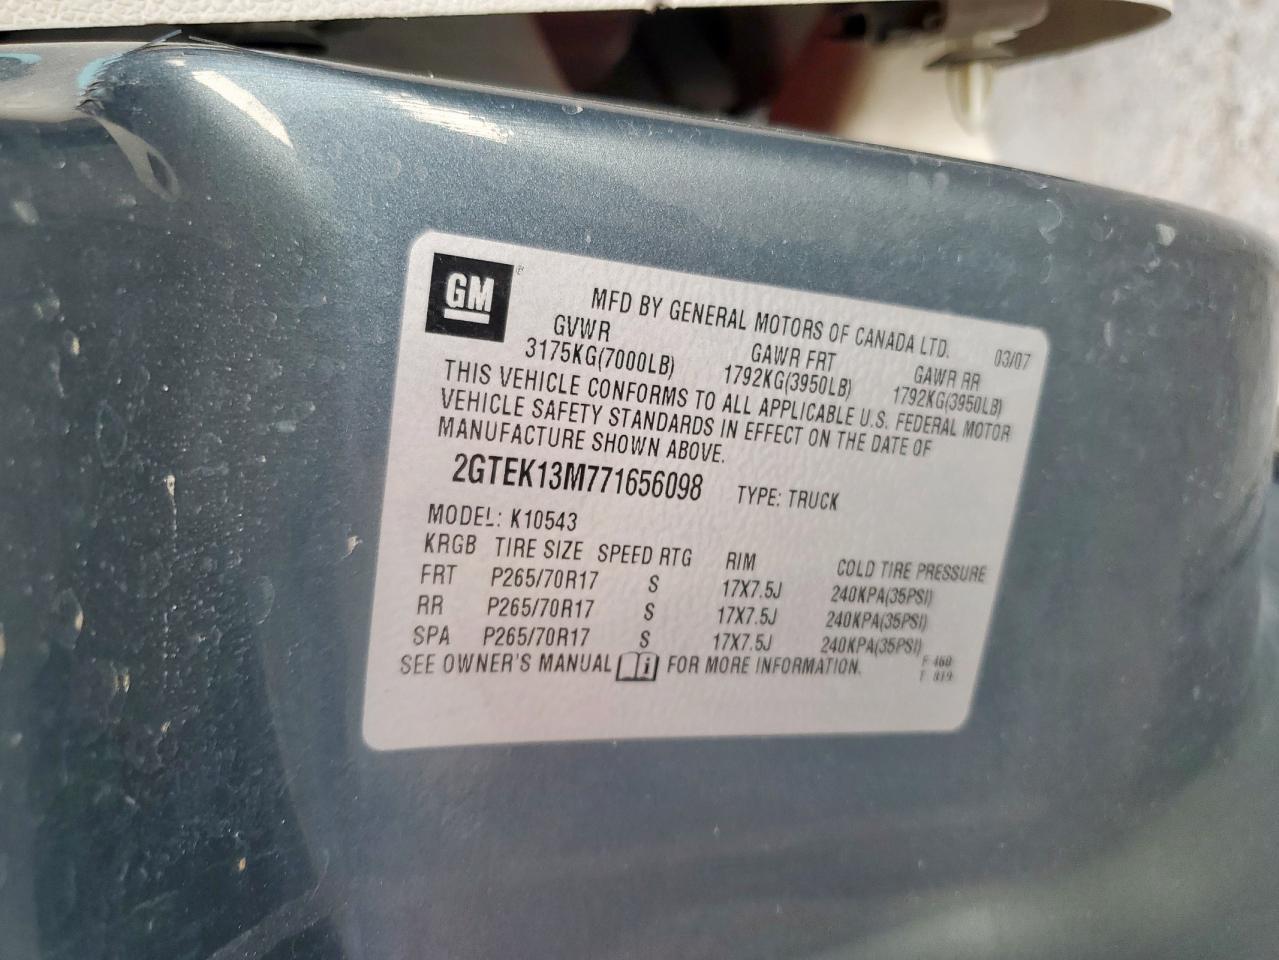 GM
MFD BY GENERAL MOTORS OF CANADA LTD. 03/07
GVWR GAWR FRT GAWR RR
3175KG(7000LB) 1792KG(3950LB) 1792KG(3950LB)
THIS VEHICLE CONFORMS TO ALL APPLICABLE U.S. FEDERAL MOTOR
VEHICLE SAFETY STANDARDS IN EFFECT ON THE DATE OF
MANUFACTURE SHOWN ABOVE.
2GTEK13M771656098 TYPE: TRUCK
MODEL: K10543
KRGB TIRE SIZE SPEED RTG RIM COLD TIRE PRESSURE
FRT P265/70R17 S 17X7.5J 240KPA(35PSI)
RR P265/70R17 S 17X7.5J 240KPA(35PSI)
SPA P265/70R17 S 17X7.5J 240KPA(35PSI)
SEE OWNER'S MANUAL i FOR MORE INFORMATION.